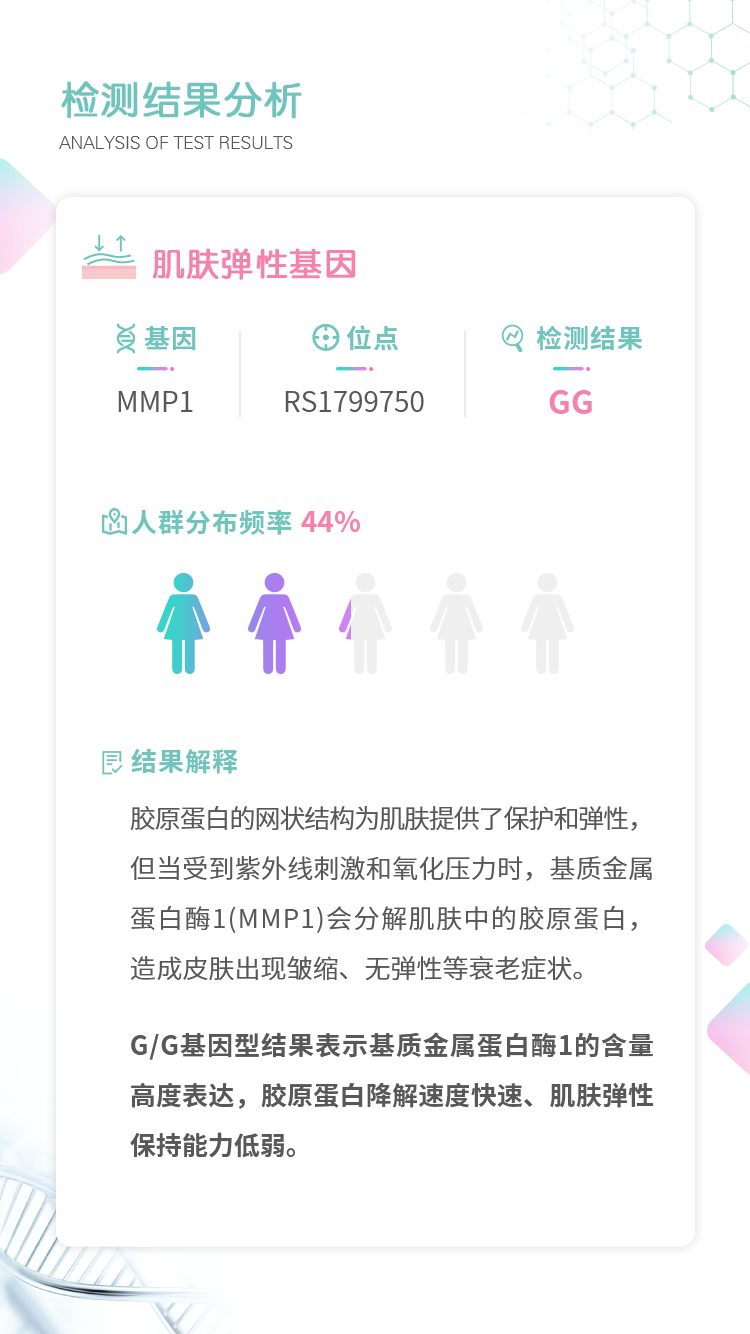 检测结果分析
ANALYSIS OF TEST RESULTS
肌肤弹性基因
基因
位点
检测结果
MMP1
RS1799750
GG
人群分布频率 44%
结果解释
胶原蛋白的网状结构为肌肤提供了保护和弹性，
但当受到紫外线刺激和氧化压力时，基质金属
蛋白酶1(MMP1)会分解肌肤中的胶原蛋白，
造成皮肤出现皱缩、无弹性等衰老症状。
G/G基因型结果表示基质金属蛋白酶1的含量
高度表达，胶原蛋白降解速度快速、肌肤弹性
保持能力低弱。